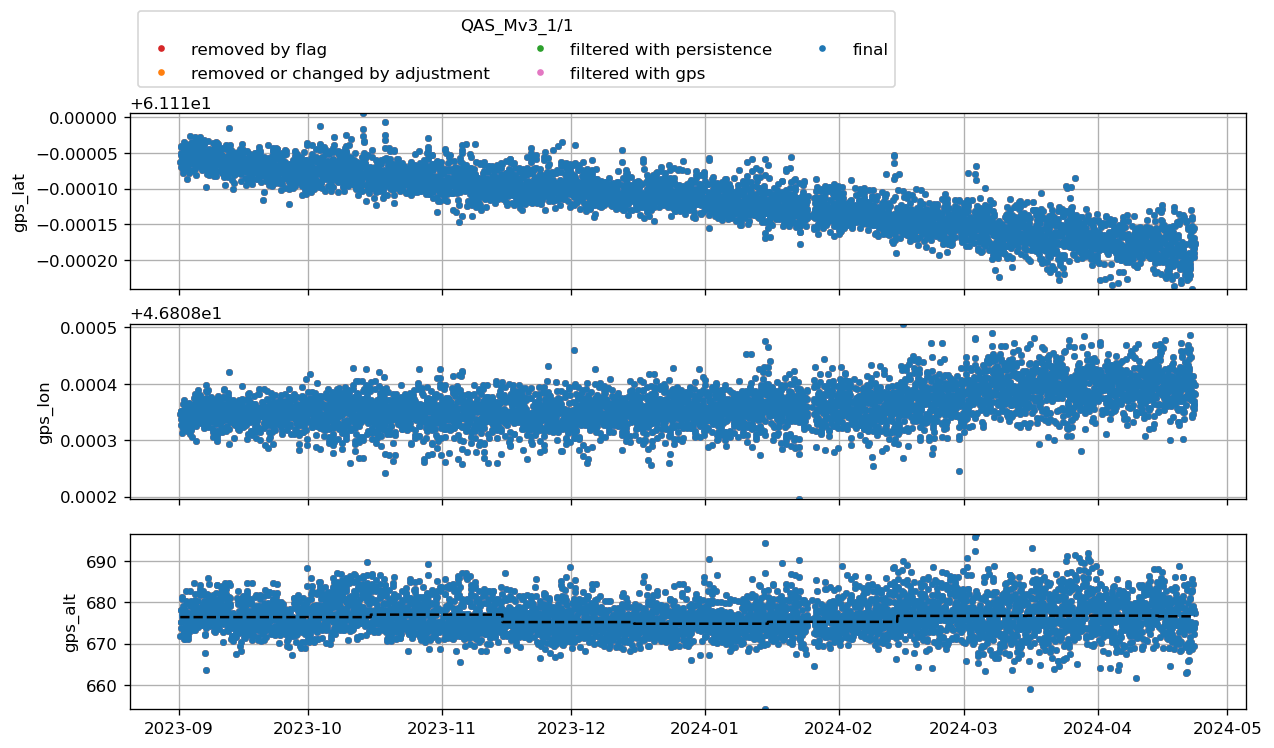 QAS_Mv3_1/1
removed by flag
filtered with persistence
final
removed or changed by adjustment
filtered with gps
+6.111e1
0.00000
−0.00005
−0.00010
−0.00015
−0.00020
gps_lat
+4.6808e1
0.0005
0.0004
0.0003
0.0002
gps_lon
690
680
670
660
gps_alt
2023-09 2023-10 2023-11 2023-12 2024-01 2024-02 2024-03 2024-04 2024-05